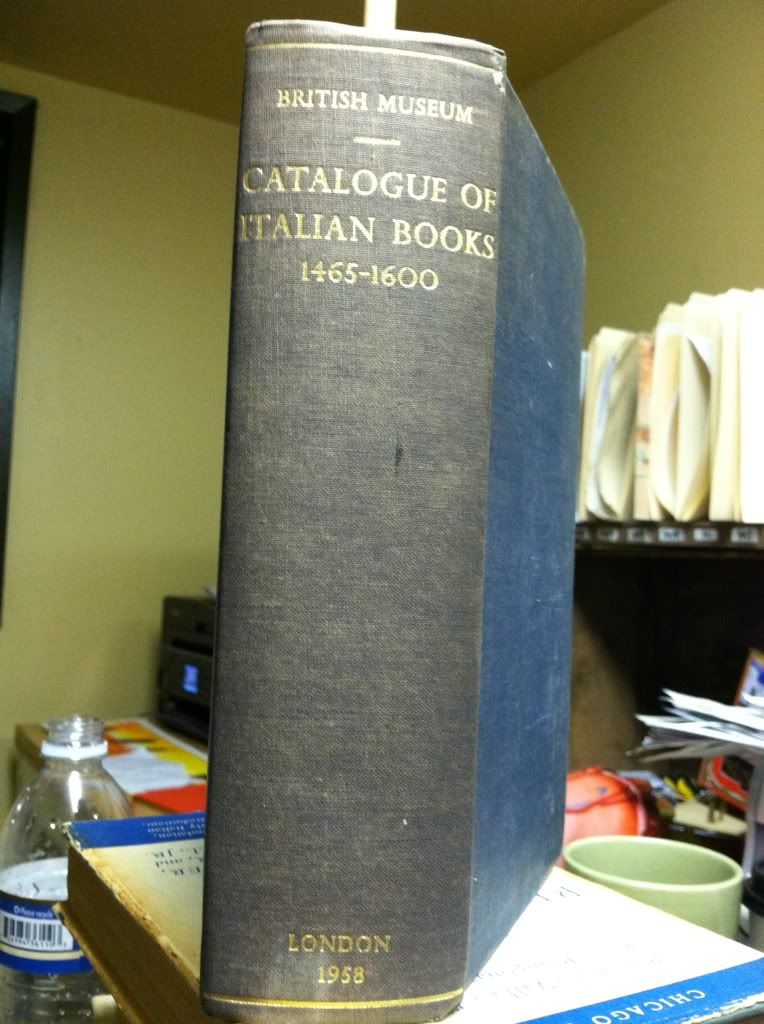 BRITISH MUSEUM
CATALOGUE OF
ITALIAN BOOKS
1465-1600
LONDON
1958
CHICAGO